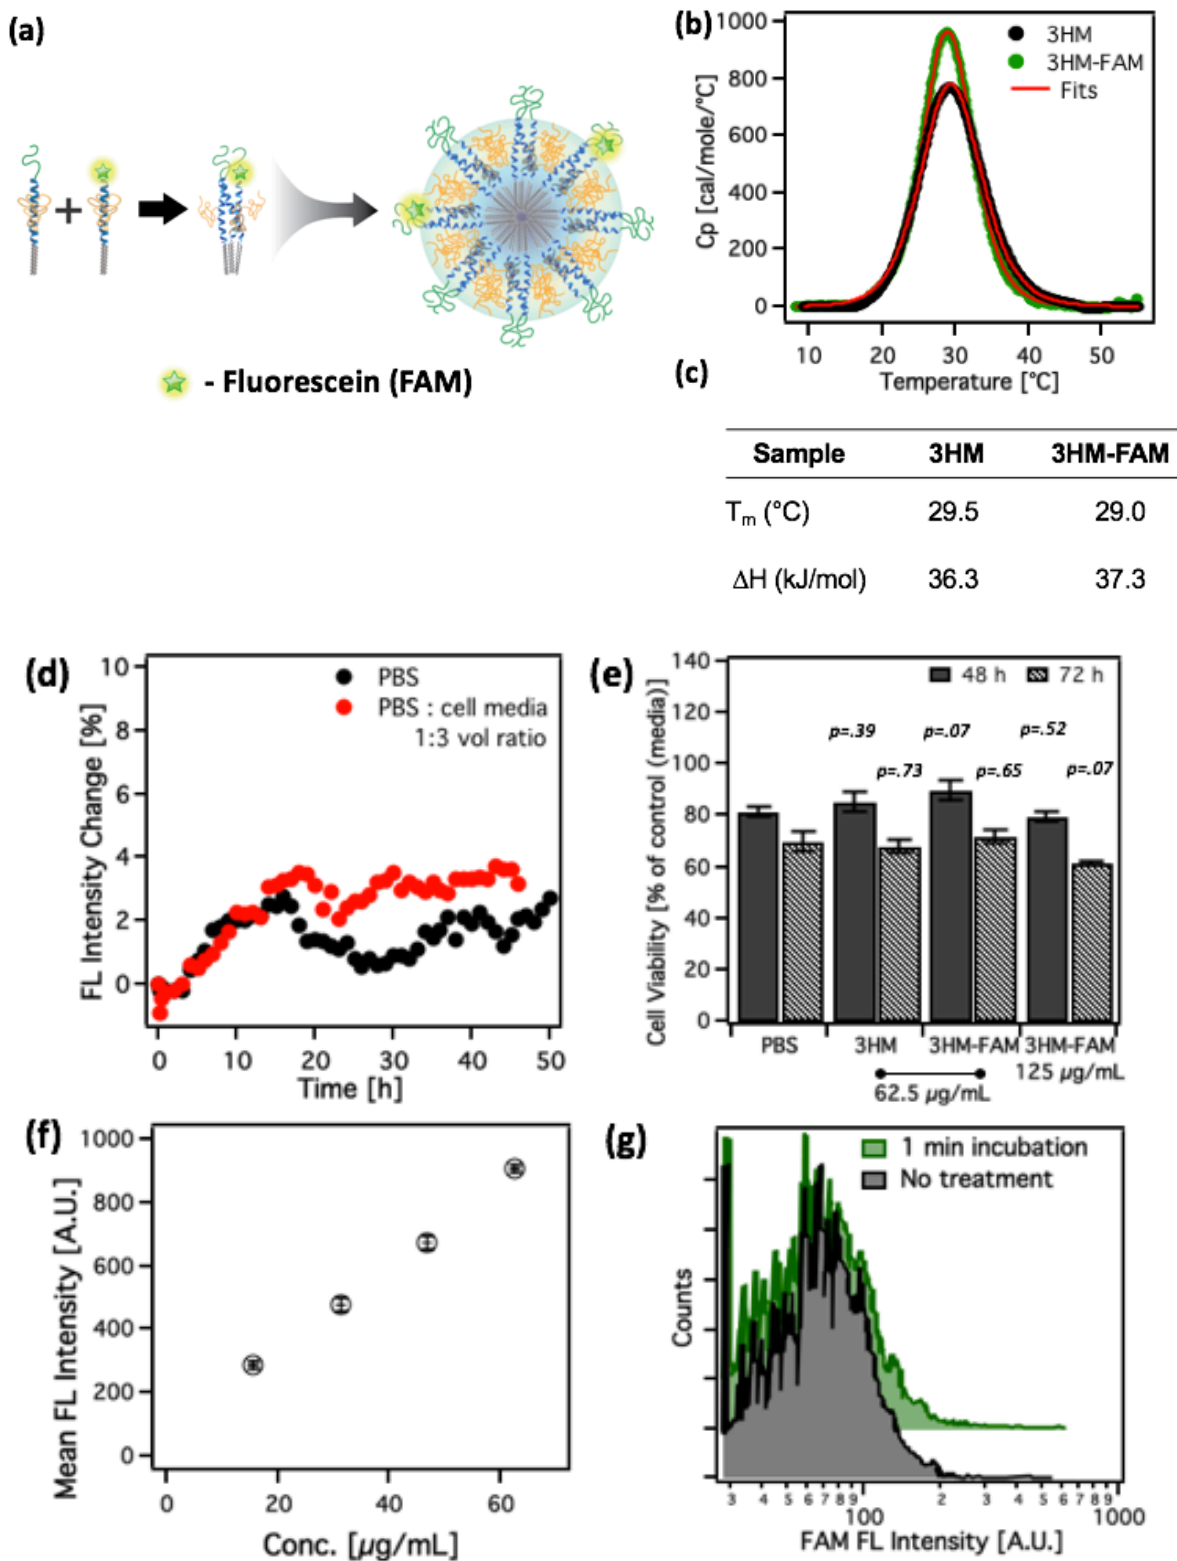 (a)
- Fluorescein (FAM)
(b)
1000
800
600
400
200
0
Cp [cal/mole/°C]
3HM
3HM-FAM
Fits
10 20 30 40 50
Temperature [°C]
(c)
Sample 3HM 3HM-FAM
Tm (°C) 29.5 29.0
ΔH (kJ/mol) 36.3 37.3
(d)
10
8
6
4
2
0
FL Intensity Change [%]
PBS
PBS : cell media
1:3 vol ratio
0 10 20 30 40 50
Time [h]
(e)
140
120
100
80
60
40
20
0
Cell Viability [% of control (media)]
48 h 72 h
p=.39 p=.07 p=.52
p=.73 p=.65 p=.07
PBS 3HM 3HM-FAM 3HM-FAM
125 µg/mL
62.5 µg/mL
(f)
1000
800
600
400
200
0
Mean FL Intensity [A.U.]
0 20 40 60
Conc. [µg/mL]
(g)
Counts
1 min incubation
No treatment
3 4 5 6 7 8 9 2 3 4 5 6 7 8 9
100 1000
FAM FL Intensity [A.U.]